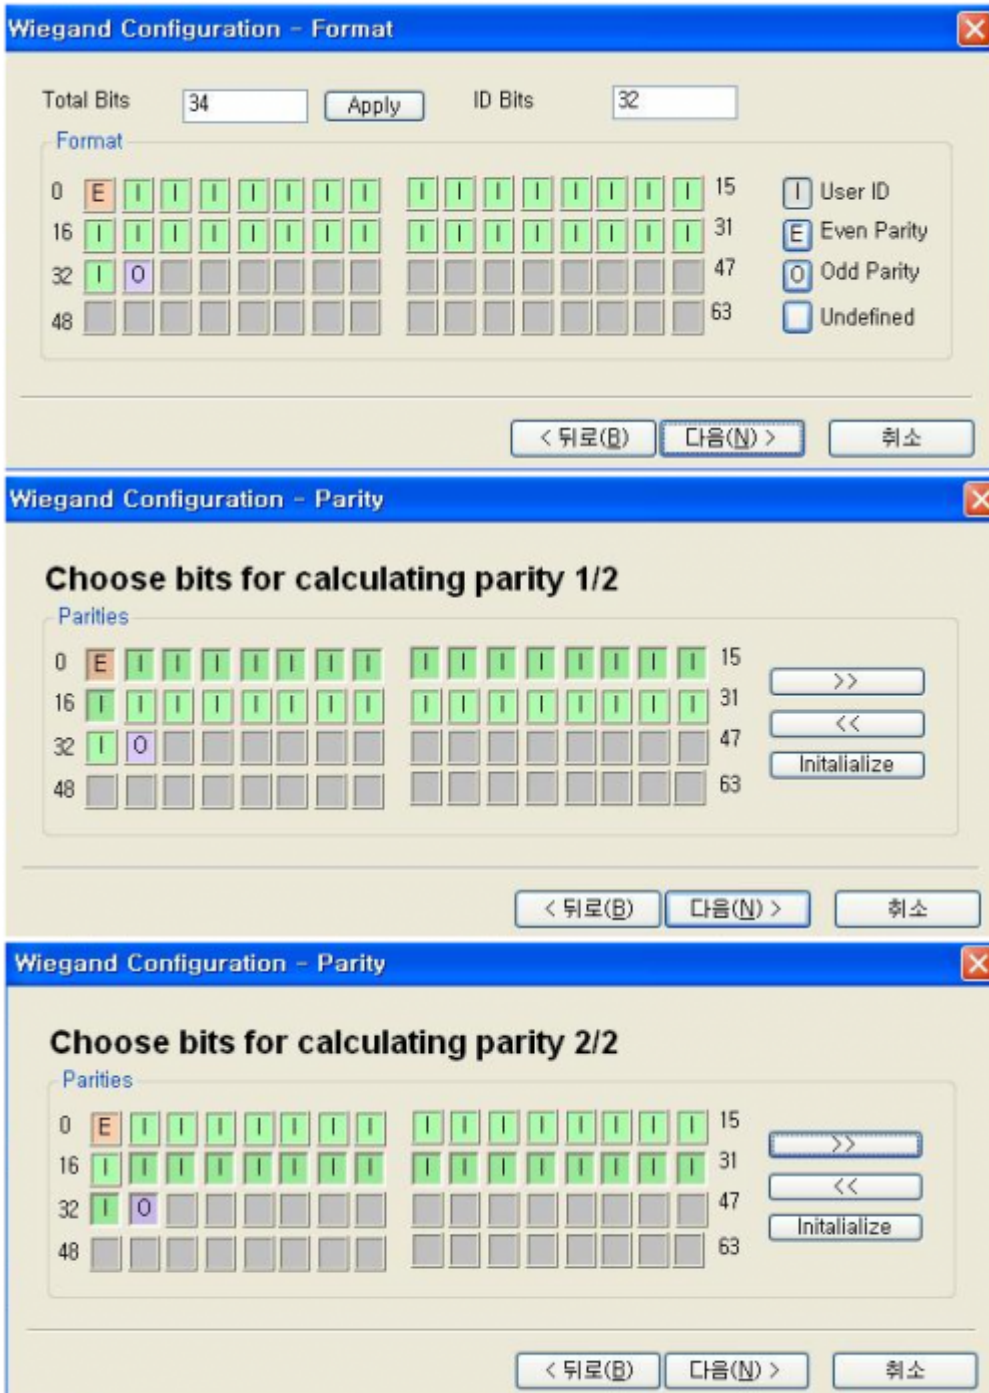 Wiegand Configuration - Format
Total Bits 34 Apply ID Bits 32
Format
0 E I I I I I I I I I I I I I I I 15 I User ID
16 I I I I I I I I I I I I I I I I 31 E Even Parity
32 I O 47 O Odd Parity
48 63 Undefined
< 뒤로(B) 다음(N) > 취소
Wiegand Configuration - Parity
Choose bits for calculating parity 1/2
Parities
0 E I I I I I I I I I I I I I I I 15 >>
16 I I I I I I I I I I I I I I I I 31 <<
32 I O 47 Initalialize
48 63
< 뒤로(B) 다음(N) > 취소
Wiegand Configuration - Parity
Choose bits for calculating parity 2/2
Parities
0 E I I I I I I I I I I I I I I I 15 >>
16 I I I I I I I I I I I I I I I I 31 <<
32 I O 47 Initalialize
48 63
< 뒤로(B) 다음(N) > 취소